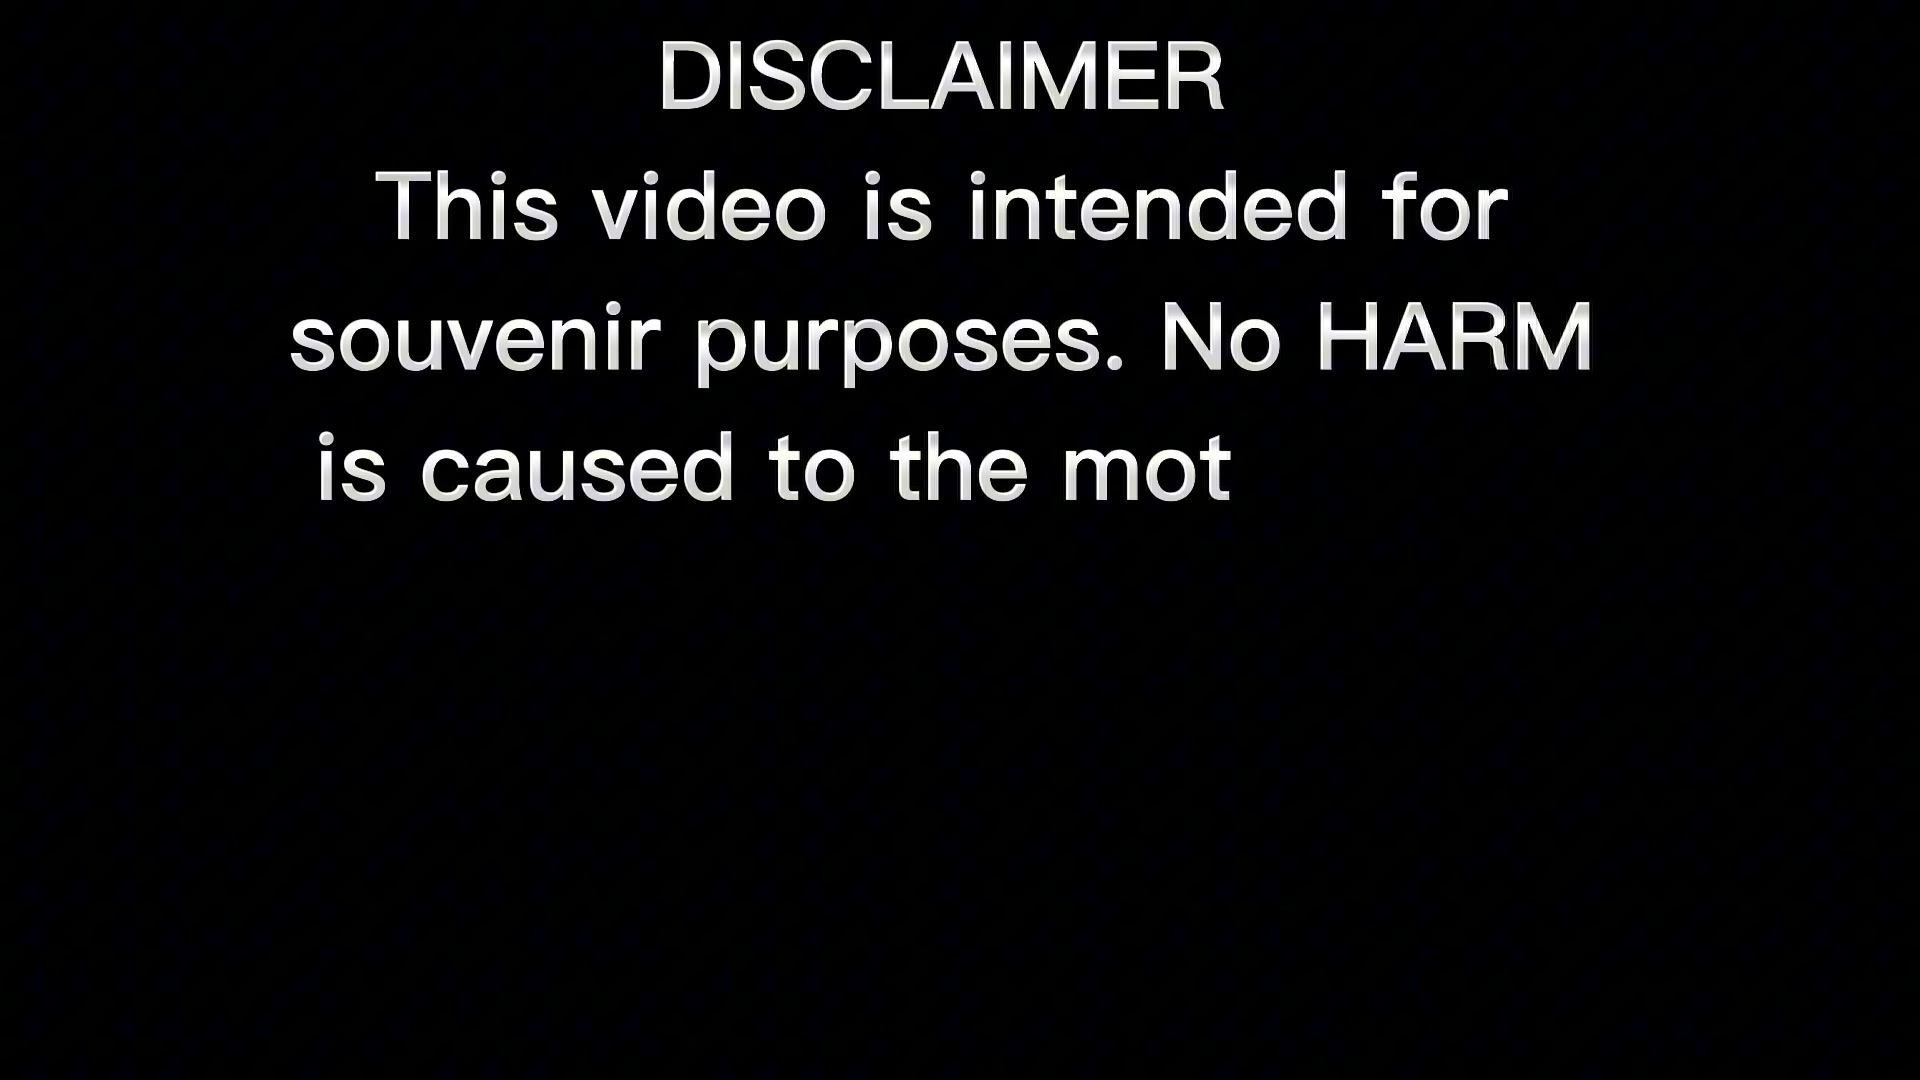 DISCLAIMER
This video is intended for
souvenir purposes. No HARM
is caused to the mot